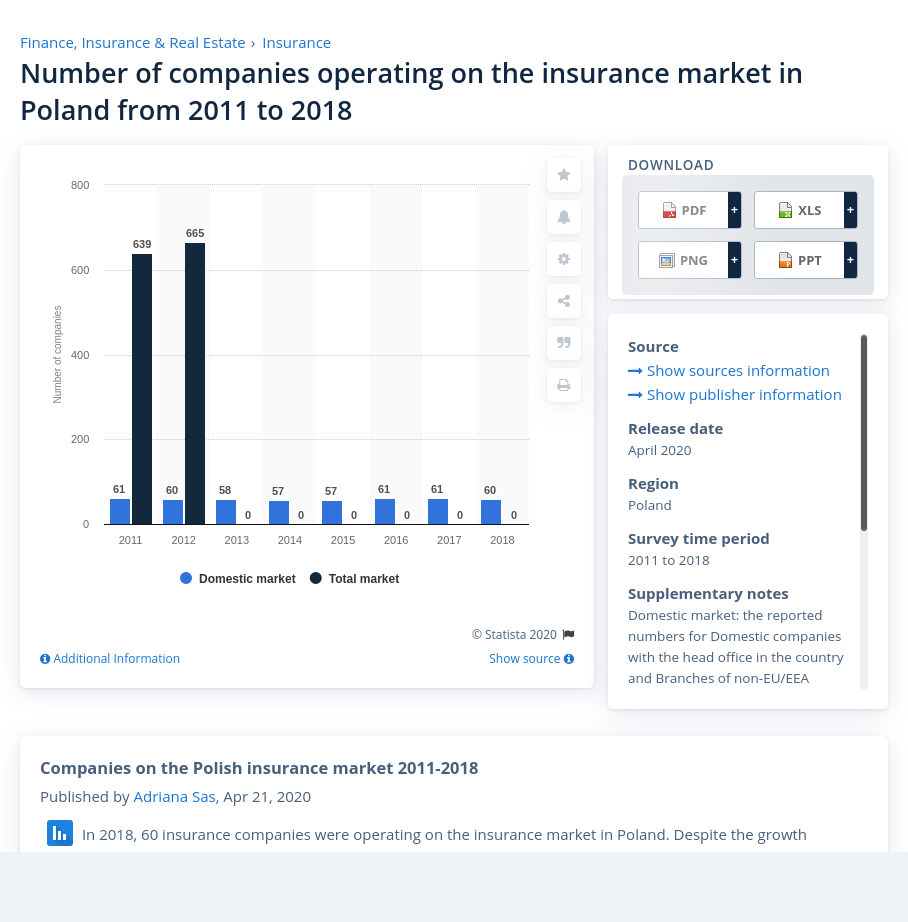 Finance, Insurance & Real Estate › Insurance
Number of companies operating on the insurance market in
Poland from 2011 to 2018
800
600
400
200
0
Number of companies
639
665
61
60
58
0
57
0
57
0
61
0
61
0
60
0
2011
2012
2013
2014
2015
2016
2017
2018
Domestic market
Total market
© Statista 2020
Additional Information
Show source
DOWNLOAD
PDF +
XLS +
PNG +
PPT +
Source
Show sources information
Show publisher information
Release date
April 2020
Region
Poland
Survey time period
2011 to 2018
Supplementary notes
Domestic market: the reported
numbers for Domestic companies
with the head office in the country
and Branches of non-EU/EEA
Companies on the Polish insurance market 2011-2018
Published by Adriana Sas, Apr 21, 2020
In 2018, 60 insurance companies were operating on the insurance market in Poland. Despite the growth